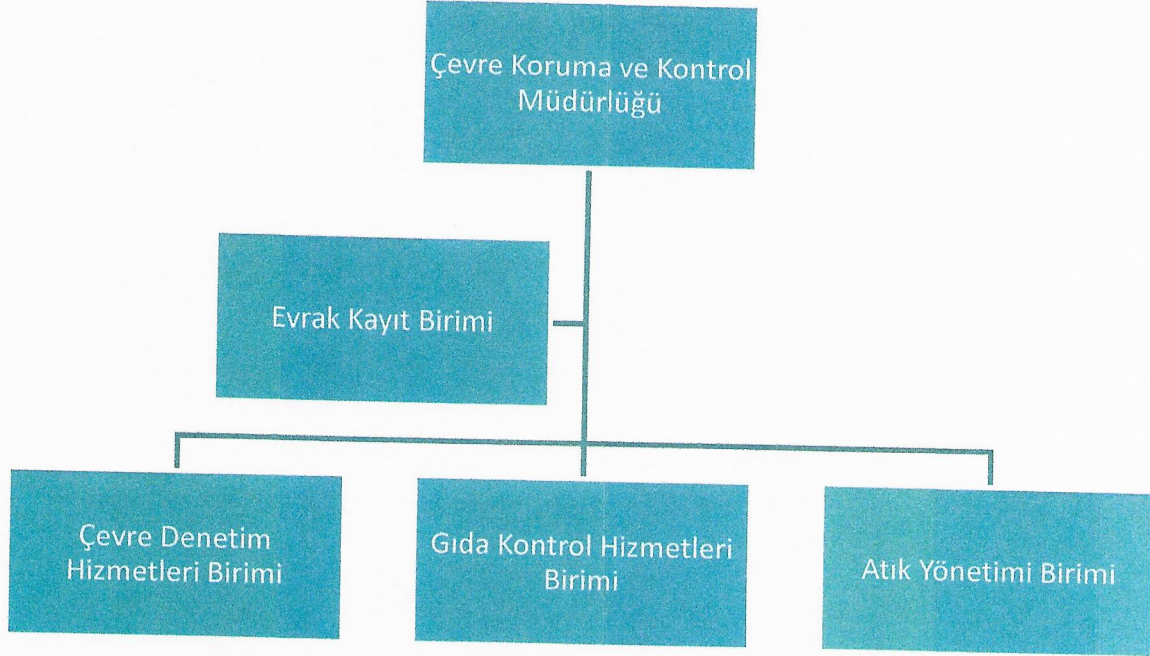 Çevre Koruma ve Kontrol
Müdürlüğü
Evrak Kayıt Birimi
Çevre Denetim
Hizmetleri Birimi
Gıda Kontrol Hizmetleri
Birimi
Atık Yönetimi Birimi